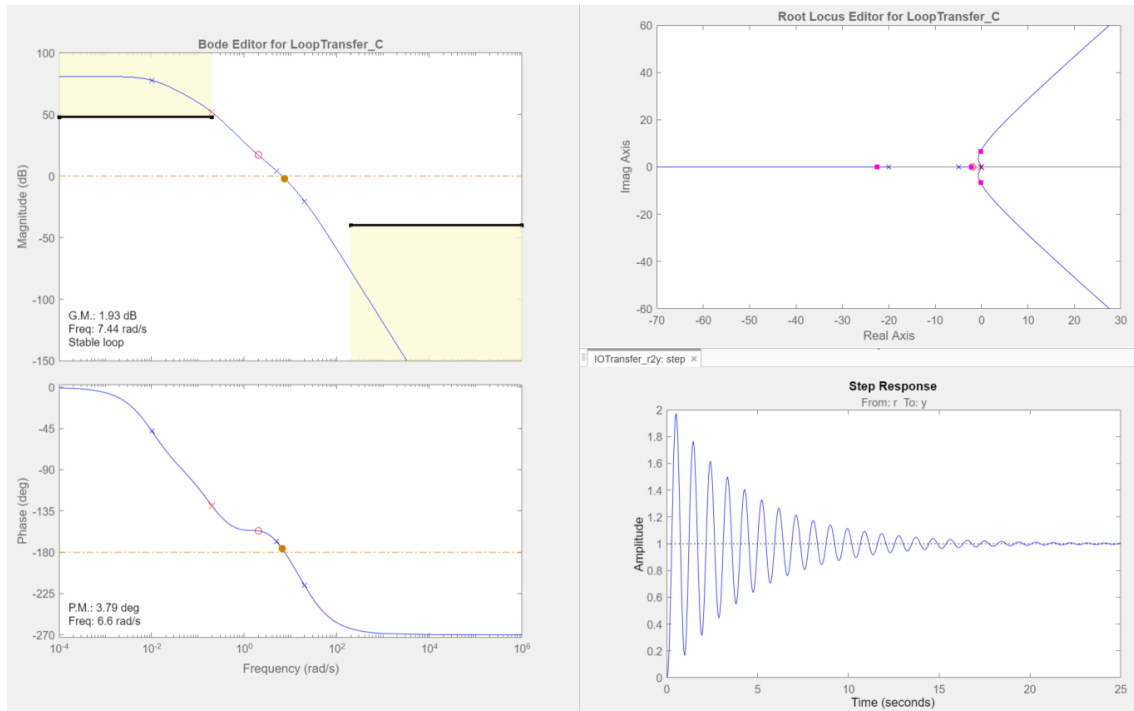 Bode Editor for LoopTransfer_C
100
50
0
-50
-100
-150
Magnitude (dB)
G.M.: 1.93 dB
Freq: 7.44 rad/s
Stable loop
0
-45
-90
-135
-180
-225
-270
Phase (deg)
P.M.: 3.79 deg
Freq: 6.6 rad/s
10^-4 10^-2 10^0 10^2 10^4 10^6
Frequency (rad/s)
Root Locus Editor for LoopTransfer_C
60
40
20
0
-20
-40
-60
Imag Axis
-70 -60 -50 -40 -30 -20 -10 0 10 20 30
Real Axis
IOTransfer_r2y: step ×
Step Response
From: r To: y
2
1.8
1.6
1.4
1.2
1
0.8
0.6
0.4
0.2
0
Amplitude
0 5 10 15 20 25
Time (seconds)